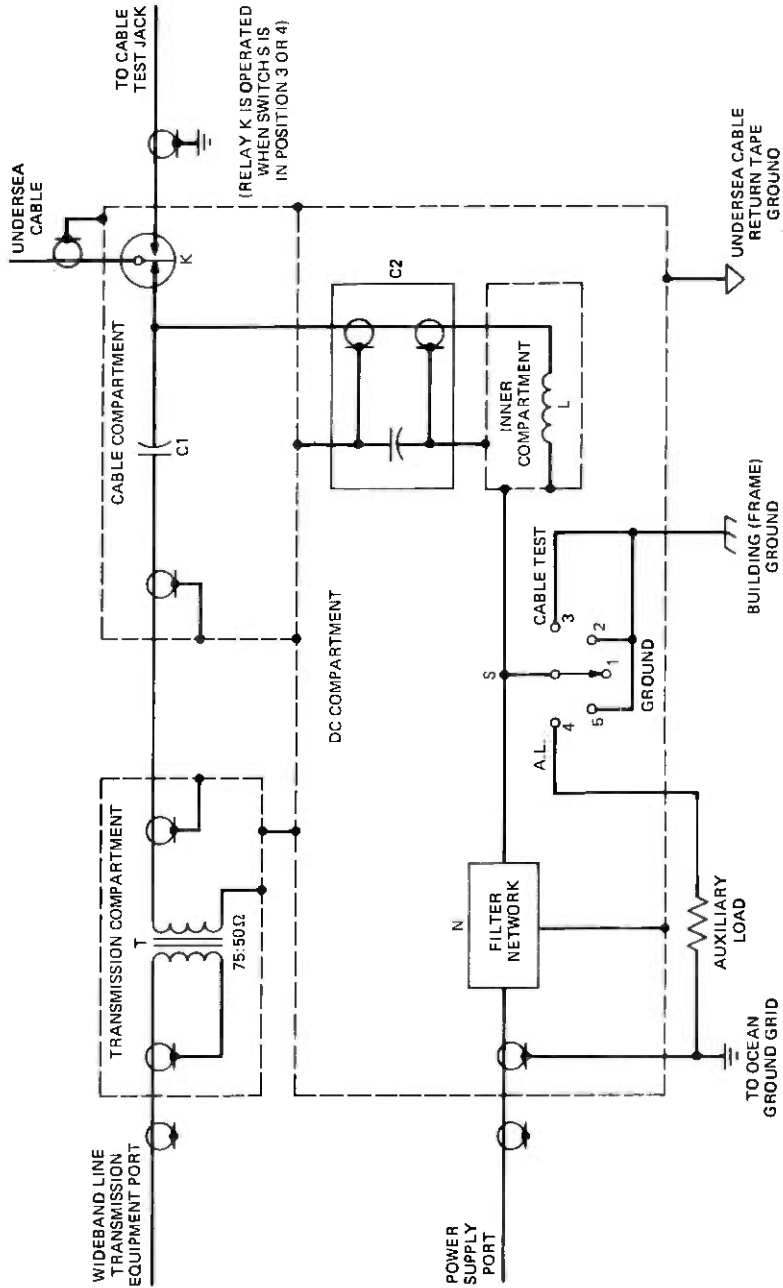 WIDEBAND LINE
TRANSMISSION
EQUIPMENT PORT
TRANSMISSION COMPARTMENT
T
75:50Ω
CABLE COMPARTMENT
C1
UNDERSEA
CABLE
K
TO CABLE
TEST JACK
(RELAY K IS OPERATED
WHEN SWITCH S IS
IN POSITION 3 OR 4)
DC COMPARTMENT
C2
INNER
COMPARTMENT
L
POWER
SUPPLY
PORT
N
FILTER
NETWORK
S
A.L.
4
5
1
2
3
GROUND
CABLE TEST
AUXILIARY
LOAD
TO OCEAN
GROUND GRID
BUILDING (FRAME)
GROUND
UNDERSEA CABLE
RETURN TAPE
GROUND